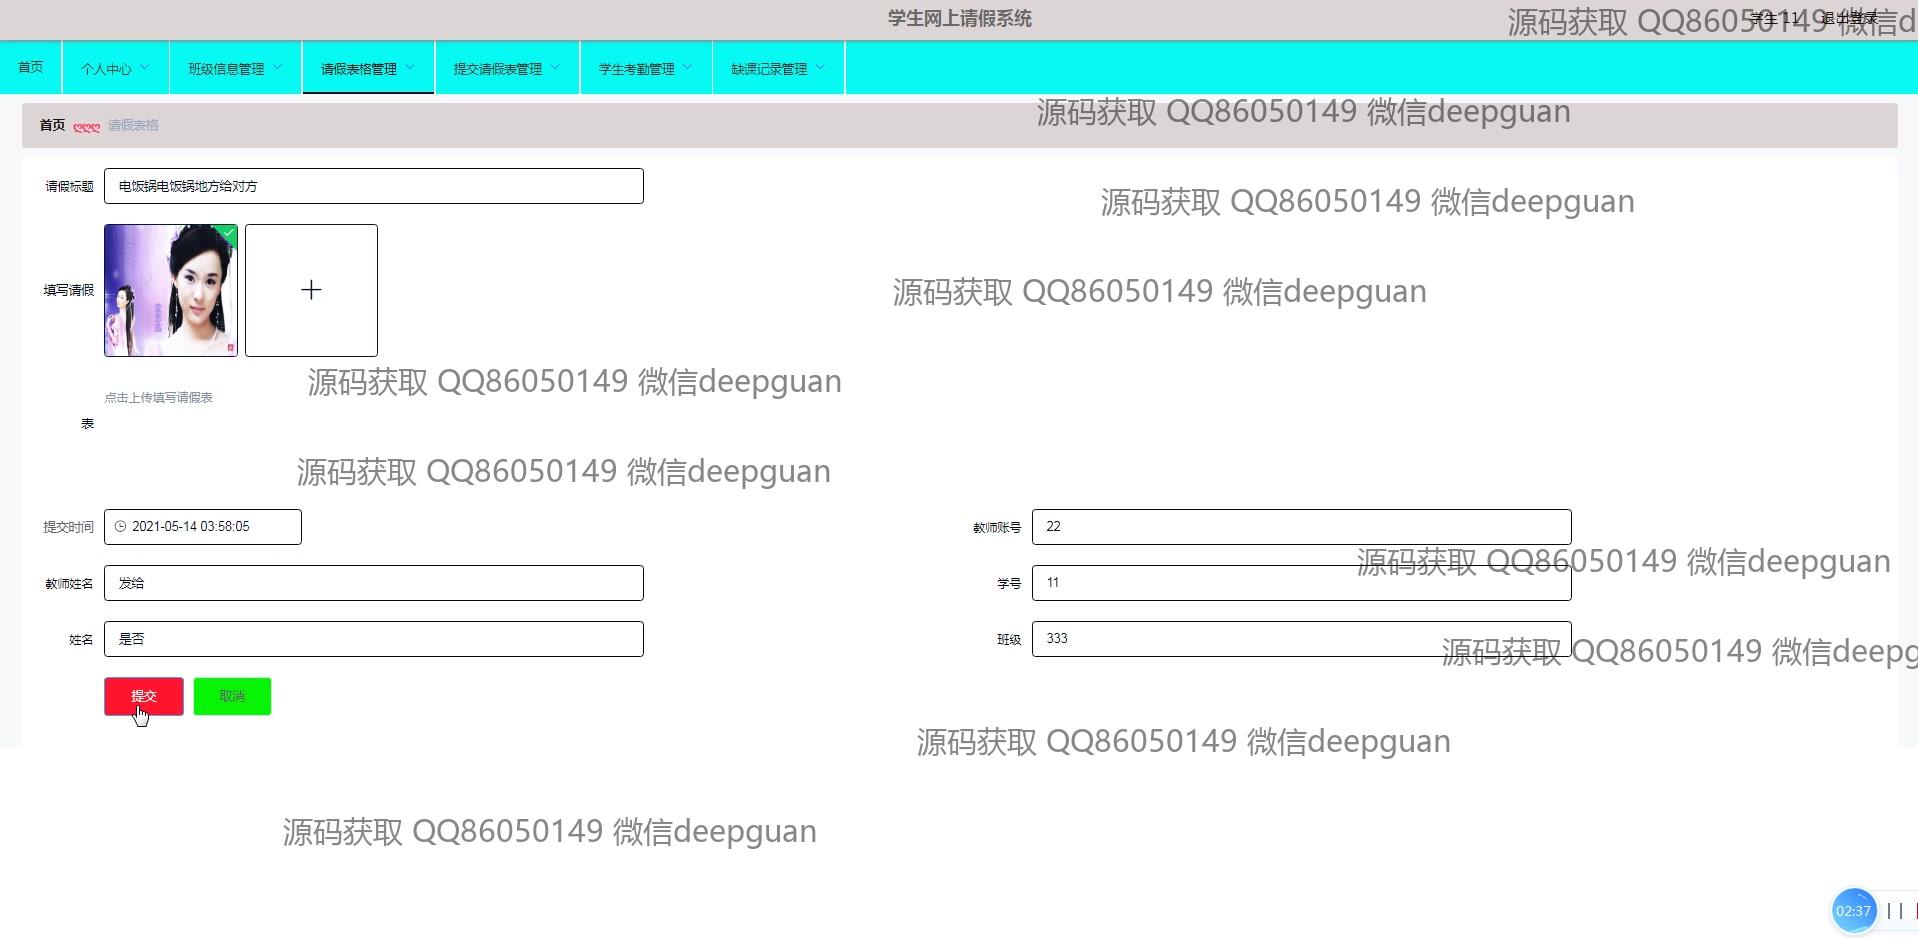 学生网上请假系统
学生 11 退出登录
源码获取 QQ86050149 微信d
首页 个人中心 班级信息管理 请假表格管理 提交请假表管理 学生考勤管理 缺课记录管理
源码获取 QQ86050149 微信deepguan
首页 ღღღ 请假表格
请假标题 电饭锅电饭锅地方给对方
源码获取 QQ86050149 微信deepguan
填写请假
源码获取 QQ86050149 微信deepguan
源码获取 QQ86050149 微信deepguan
点击上传填写请假表
表
源码获取 QQ86050149 微信deepguan
提交时间 2021-05-14 03:58:05 教师账号 22
源码获取 QQ86050149 微信deepguan
教师姓名 发给 学号 11
姓名 是否 班级 333
源码获取 QQ86050149 微信deepg
提交 取消
源码获取 QQ86050149 微信deepguan
源码获取 QQ86050149 微信deepguan
02:37